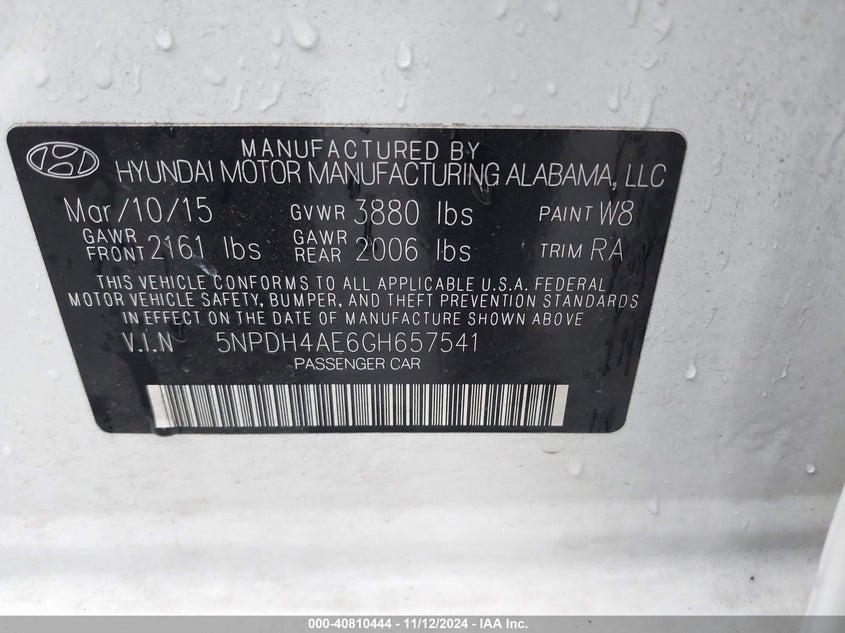 MANUFACTURED BY
HYUNDAI MOTOR MANUFACTURING ALABAMA, LLC
Mar/10/15 GVWR 3880 lbs PAINT W8
GAWR FRONT 2161 lbs GAWR REAR 2006 lbs TRIM RA
THIS VEHICLE CONFORMS TO ALL APPLICABLE U.S.A. FEDERAL
MOTOR VEHICLE SAFETY, BUMPER, AND THEFT PREVENTION STANDARDS
IN EFFECT ON THE DATE OF MANUFACTURE SHOWN ABOVE
V.I.N 5NPDH4AE6GH657541
PASSENGER CAR
000-40810444 - 11/12/2024 - IAA Inc.